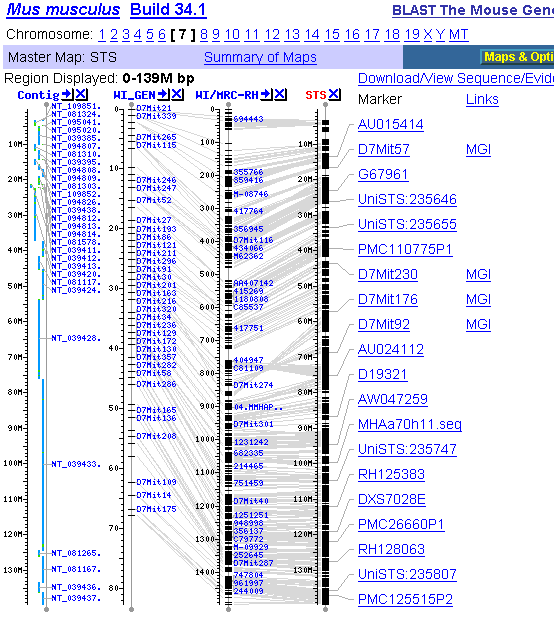 Mus musculus Build 34.1
BLAST The Mouse Gen
Chromosome: 1 2 3 4 5 6 [ 7 ] 8 9 10 11 12 13 14 15 16 17 18 19 X Y MT
Master Map: STS
Summary of Maps
Maps & Opti
Region Displayed: 0-139M bp
Download/View Sequence/Evid
Contig
WI_GEN
WI/MRC-RH
STS
Marker
Links
NT_109851.
NT_081324.
NT_095041.
NT_095020.
NT_039385.
NT_094807.
NT_081310.
NT_039395.
NT_094808.
NT_094809.
NT_081303.
NT_109852.
NT_039426.
NT_039438.
NT_094812.
NT_094813.
NT_094814.
NT_081578.
NT_039411.
NT_039412.
NT_039413.
NT_039420.
NT_081117.
NT_039424.
NT_039428.
NT_039433.
NT_081265.
NT_081167.
NT_039436.
NT_039437.
10M
20M
30M
40M
50M
60M
70M
80M
90M
100M
110M
120M
130M
D7Mit21
D7Mit339
D7Mit265
D7Mit115
D7Mit246
D7Mit247
D7Mit52
D7Mit27
D7Mit193
D7Mit86
D7Mit121
D7Mit211
D7Mit296
D7Mit91
D7Mit30
D7Mit201
D7Mit163
D7Mit216
D7Mit320
D7Mit34
D7Mit236
D7Mit129
D7Mit172
D7Mit130
D7Mit357
D7Mit282
D7Mit58
D7Mit286
D7Mit165
D7Mit136
D7Mit208
D7Mit109
D7Mit14
D7Mit175
0
10
20
30
40
50
60
70
80
694443
355766
859416
M-08746
417764
356945
D7Mit116
434066
M62362
AA407142
415269
1180808
C85537
417751
404947
C81109
D7Mit274
04.MMHAP..
D7Mit301
1231242
682335
214465
751459
D7Mit40
1251251
948998
356137
C79772
M-09929
252645
D7Mit287
747804
961997
244009
0
100
200
300
400
500
600
700
800
900
1000
1100
1200
1300
1400
10M
20M
30M
40M
50M
60M
70M
80M
90M
100M
110M
120M
130M
AU015414
D7Mit57 MGI
G67961
UniSTS:235646
UniSTS:235655
PMC110775P1
D7Mit230 MGI
D7Mit176 MGI
D7Mit92 MGI
AU024112
D19321
AW047259
MHAa70h11.seq
UniSTS:235747
RH125383
DXS7028E
PMC26660P1
RH128063
UniSTS:235807
PMC125515P2